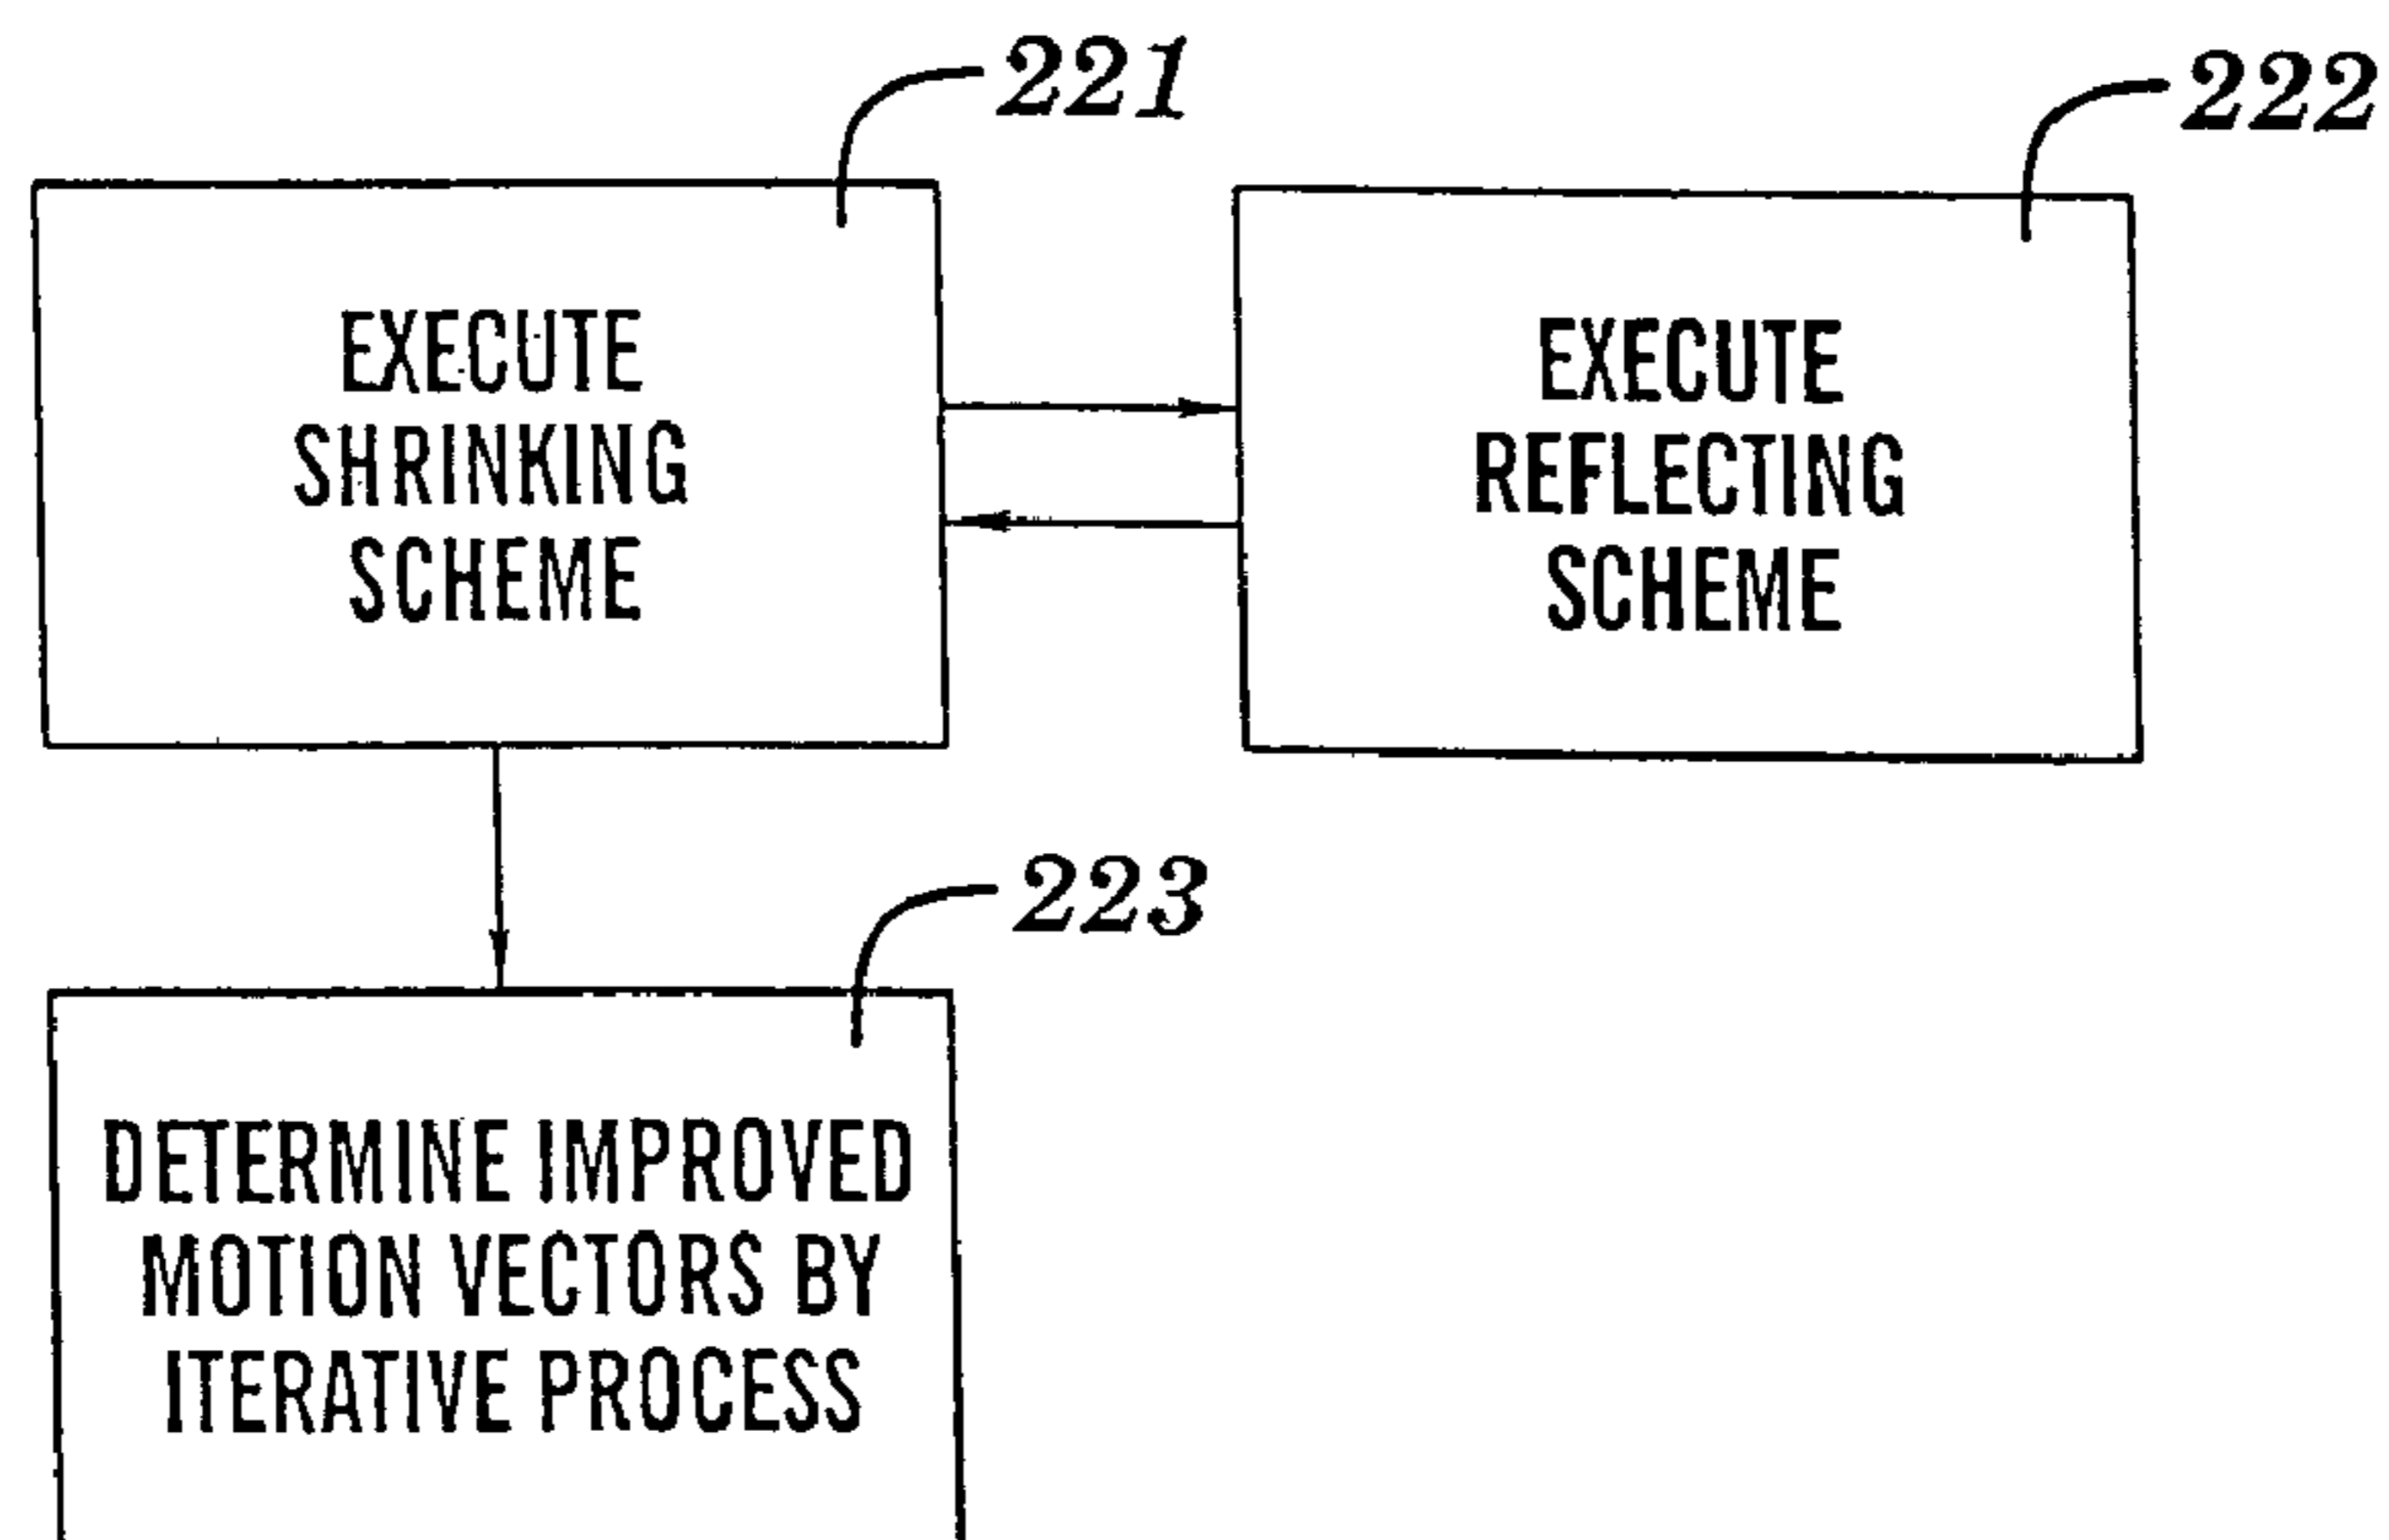 221
222
EXECUTE
SHRINKING
SCHEME
EXECUTE
REFLECTING
SCHEME
223
DETERMINE IMPROVED
MOTION VECTORS BY
ITERATIVE PROCESS